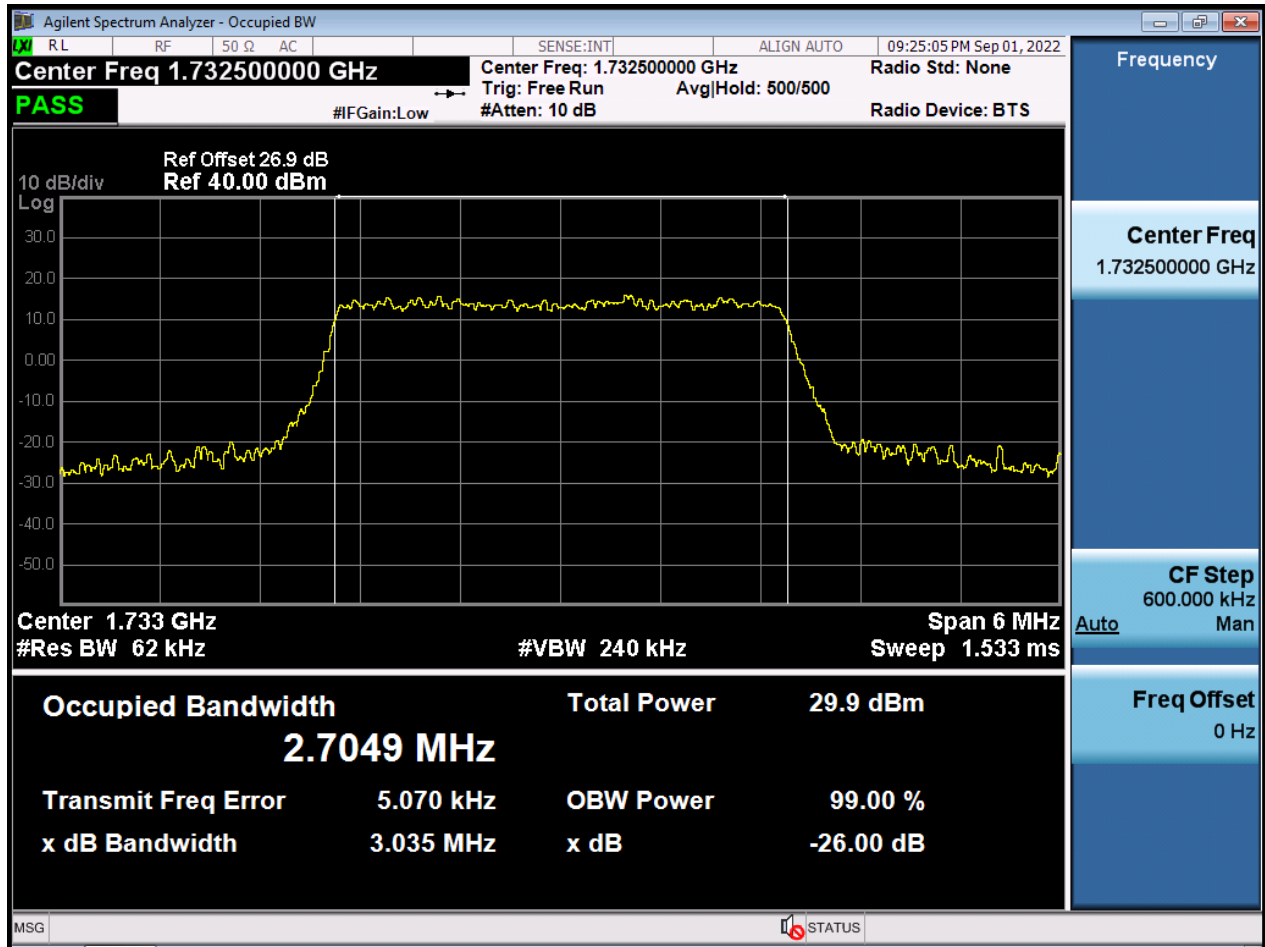 Agilent Spectrum Analyzer - Occupied BW
LXI RL RF 50 Ω AC SENSE:INT ALIGN AUTO 09:25:05 PM Sep 01, 2022
Center Freq 1.732500000 GHz
Center Freq: 1.732500000 GHz
Radio Std: None
Trig: Free Run Avg|Hold: 500/500
PASS
#IFGain:Low
#Atten: 10 dB
Radio Device: BTS
Ref Offset 26.9 dB
10 dB/div Ref 40.00 dBm
Log
30.0
20.0
10.0
0.00
-10.0
-20.0
-30.0
-40.0
-50.0
Center 1.733 GHz Span 6 MHz
#Res BW 62 kHz #VBW 240 kHz Sweep 1.533 ms
Occupied Bandwidth Total Power 29.9 dBm
2.7049 MHz
Transmit Freq Error 5.070 kHz OBW Power 99.00 %
x dB Bandwidth 3.035 MHz x dB -26.00 dB
MSG STATUS
Frequency
Center Freq
1.732500000 GHz
CF Step
600.000 kHz
Auto Man
Freq Offset
0 Hz